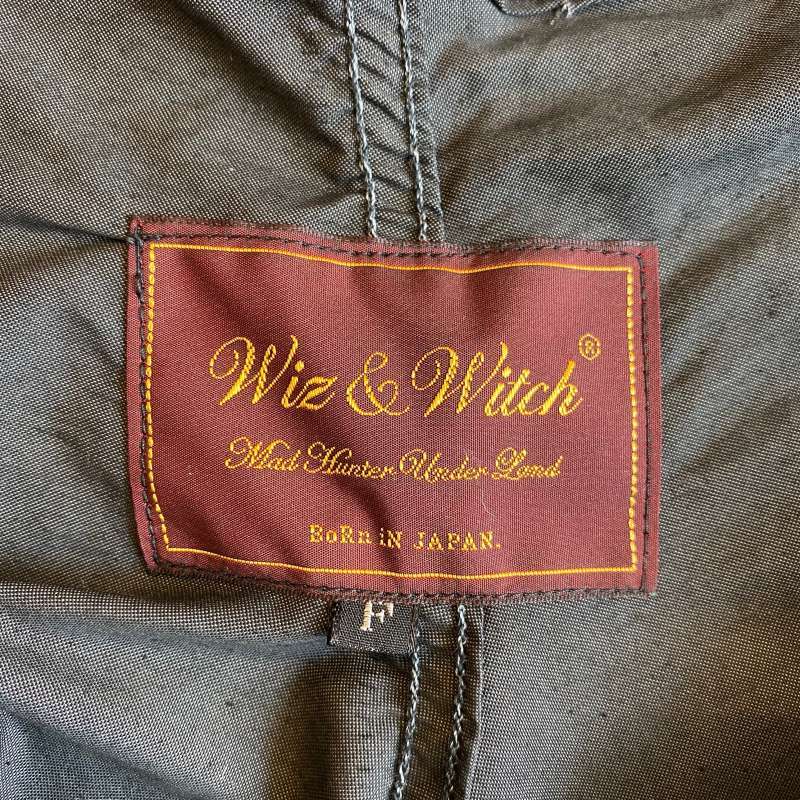 Wiz & Witch®
Mad Hunter Under Land
BoRn iN JAPAN.
F